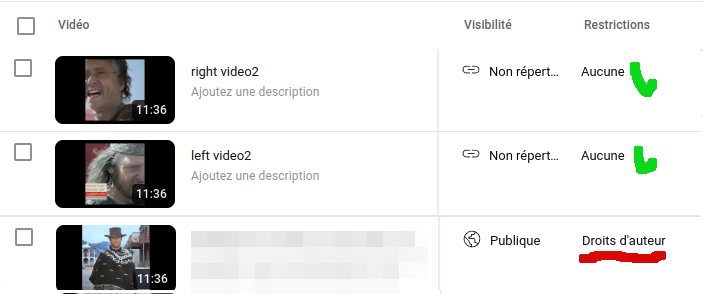 Vidéo Visibilité Restrictions
right video2 Non répert... Aucune
Ajoutez une description
11:36
left video2 Non répert... Aucune
Ajoutez une description
11:36
Publique Droits d'auteur
11:36